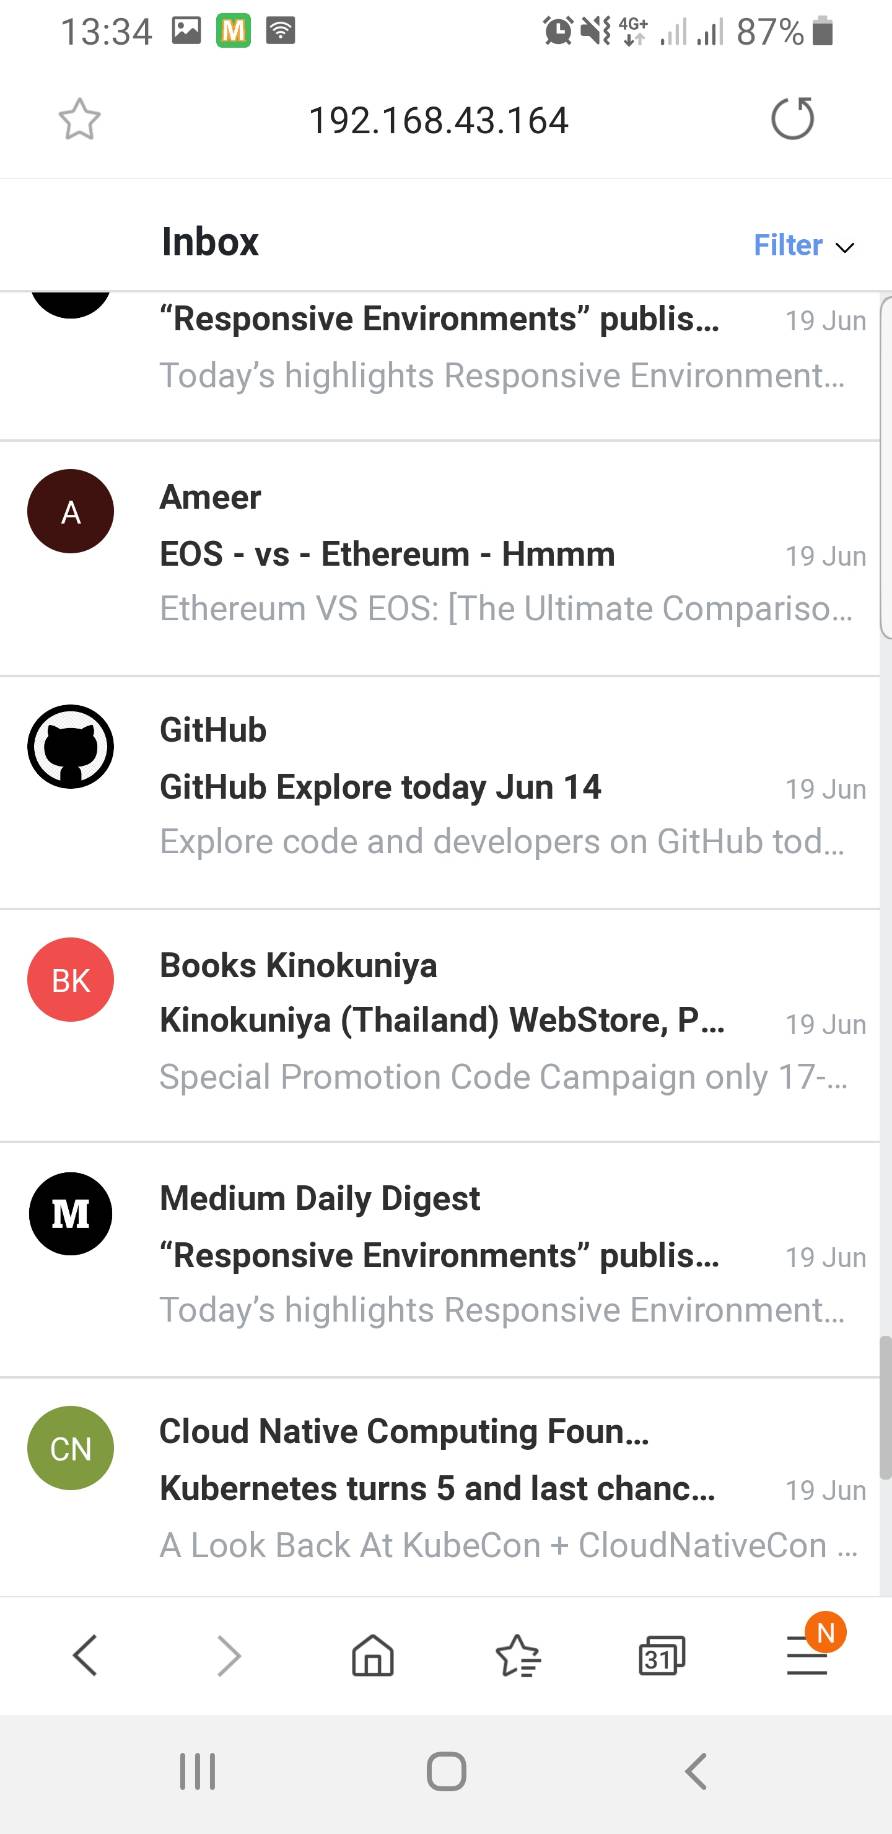 13:34 M 4G+ 87%
192.168.43.164
Inbox Filter
“Responsive Environments” publis... 19 Jun
Today’s highlights Responsive Environment...
A Ameer
EOS - vs - Ethereum - Hmmm 19 Jun
Ethereum VS EOS: [The Ultimate Compariso...
GitHub
GitHub Explore today Jun 14 19 Jun
Explore code and developers on GitHub tod...
BK Books Kinokuniya
Kinokuniya (Thailand) WebStore, P... 19 Jun
Special Promotion Code Campaign only 17-...
M Medium Daily Digest
“Responsive Environments” publis... 19 Jun
Today’s highlights Responsive Environment...
CN Cloud Native Computing Foun...
Kubernetes turns 5 and last chanc... 19 Jun
A Look Back At KubeCon + CloudNativeCon ...
31 N